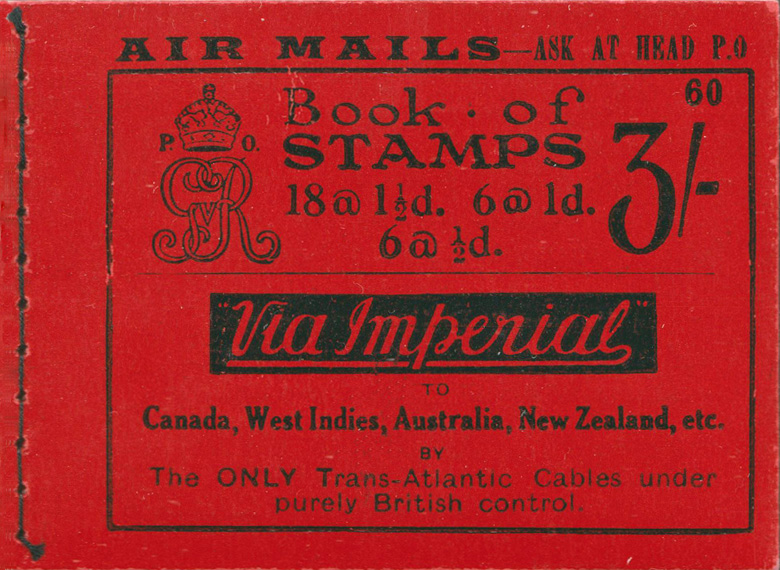 AIR MAILS—ASK AT HEAD P.O
60
P. O.
GR
Book · of
STAMPS
3/-
18@1½d. 6@1d.
6@½d.
"Via Imperial"
TO
Canada, West Indies, Australia, New Zealand, etc.
BY
The ONLY Trans-Atlantic Cables under
purely British control.